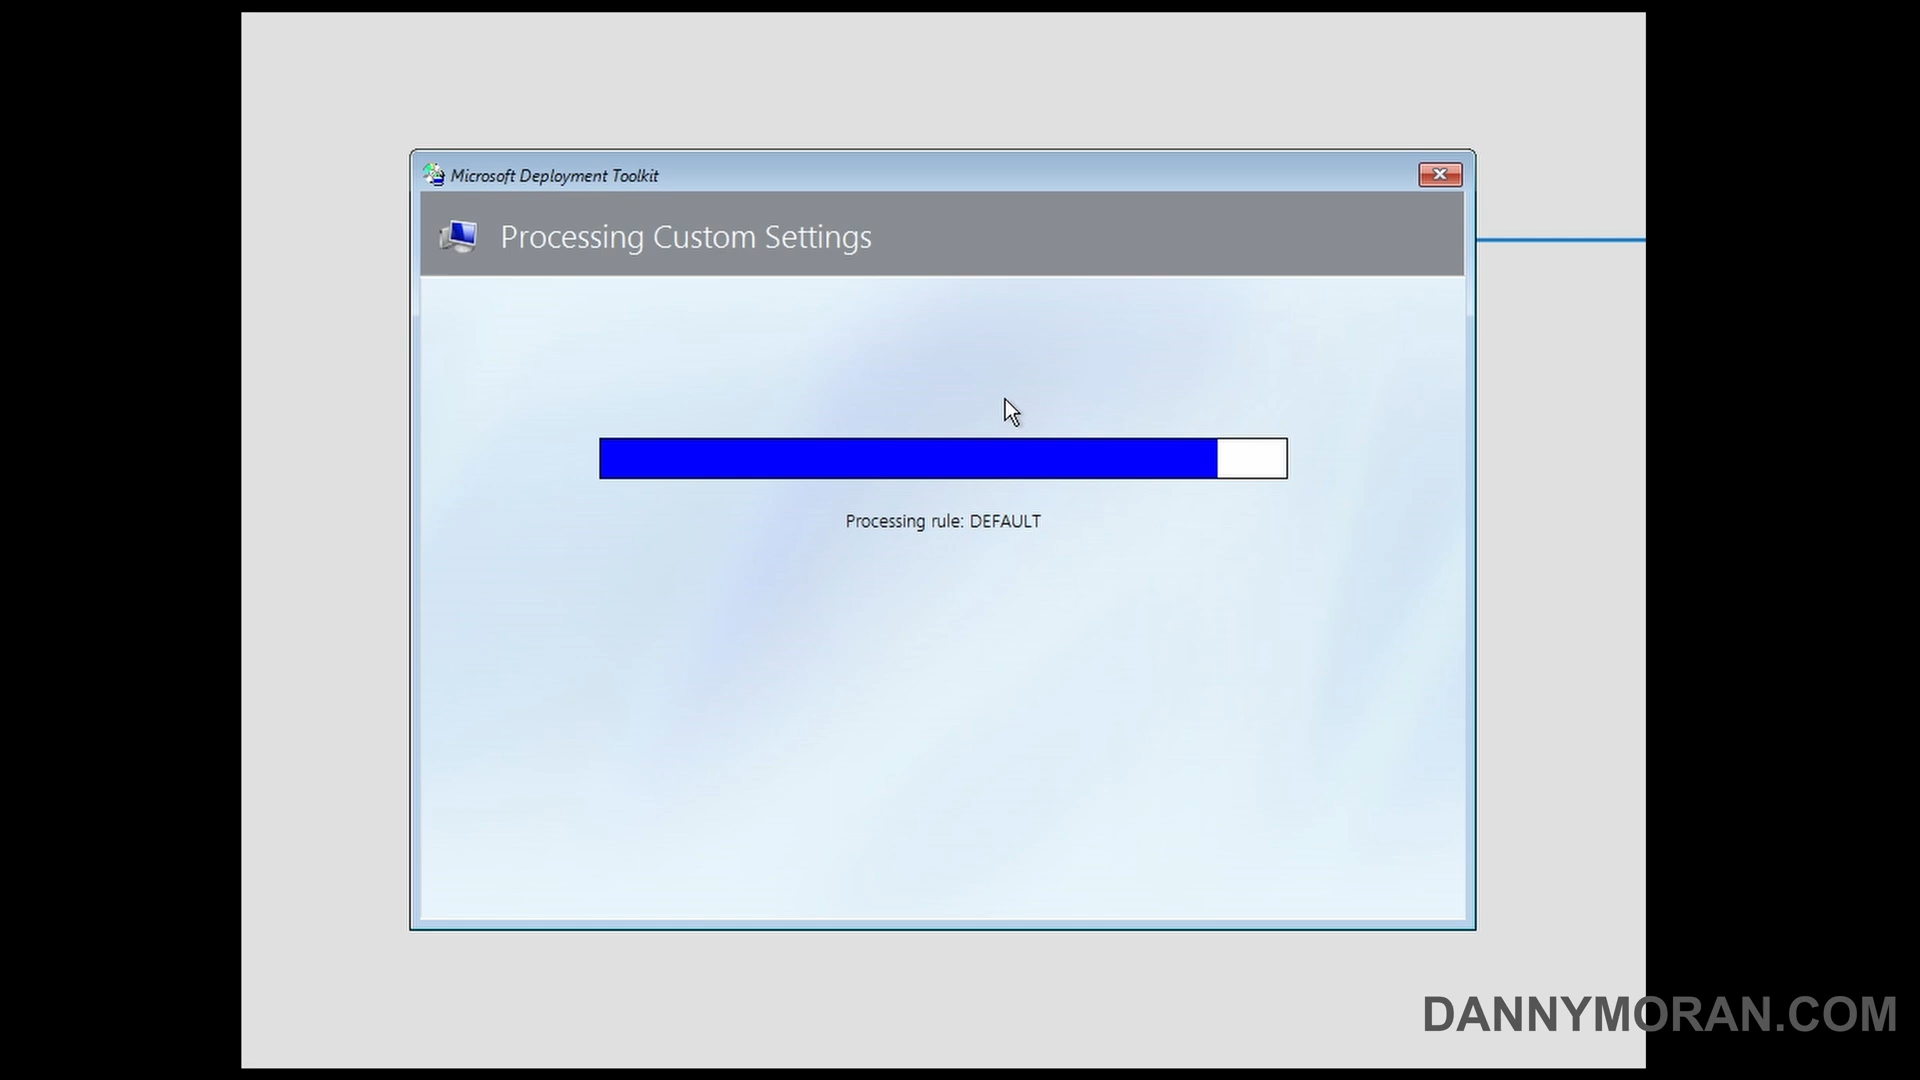 Microsoft Deployment Toolkit
Processing Custom Settings
Processing rule: DEFAULT
DANNYMORAN.COM